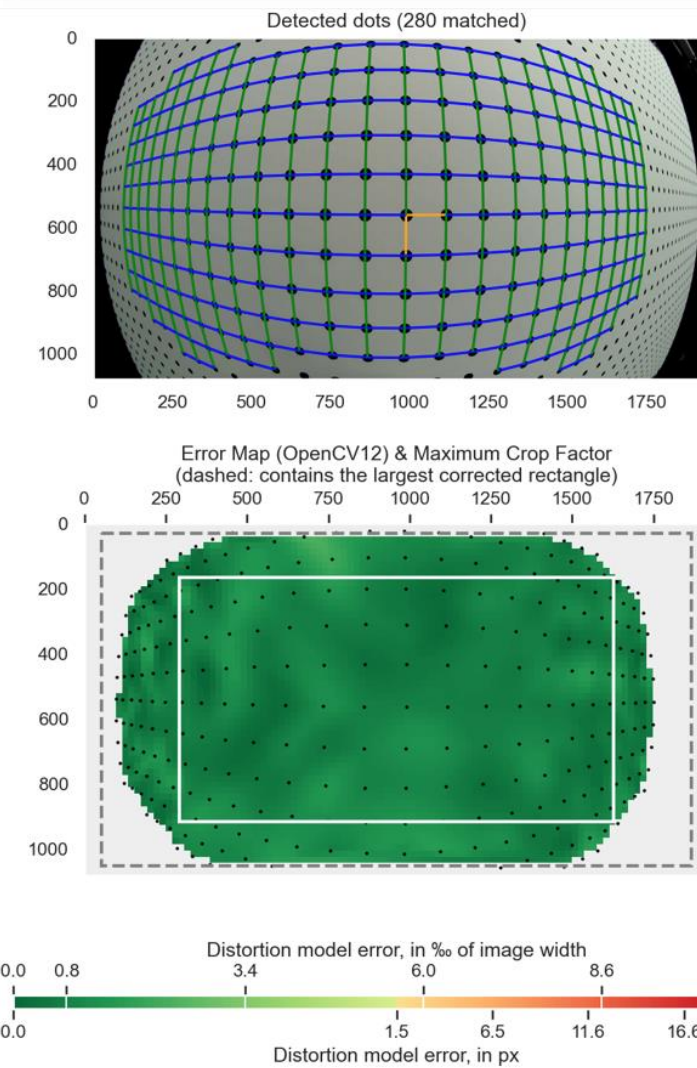 Detected dots (280 matched)
0
200
400
600
800
1000
0 250 500 750 1000 1250 1500 1750
Error Map (OpenCV12) & Maximum Crop Factor
(dashed: contains the largest corrected rectangle)
0 250 500 750 1000 1250 1500 1750
0
200
400
600
800
1000
Distortion model error, in ‰ of image width
0.0 0.8 3.4 6.0 8.6
0.0 1.5 6.5 11.6 16.6
Distortion model error, in px